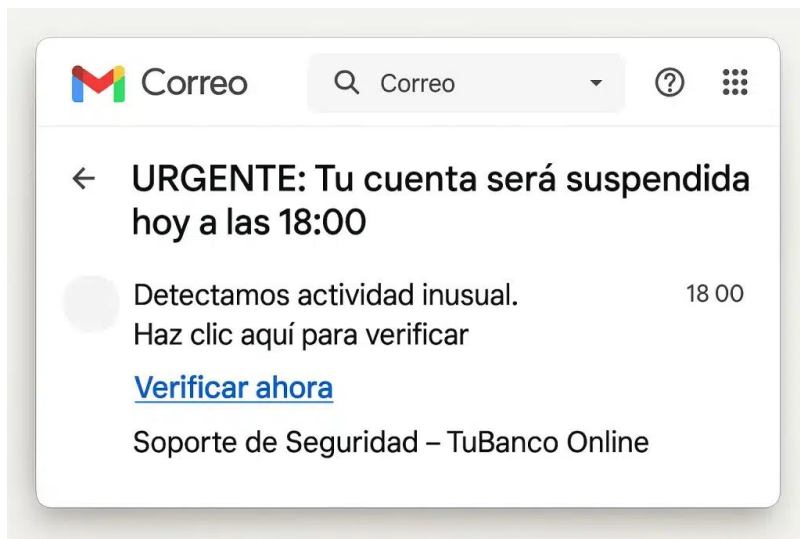 Correo
Correo
URGENTE: Tu cuenta será suspendida
hoy a las 18:00
Detectamos actividad inusual.
18 00
Haz clic aquí para verificar
Verificar ahora
Soporte de Seguridad – TuBanco Online